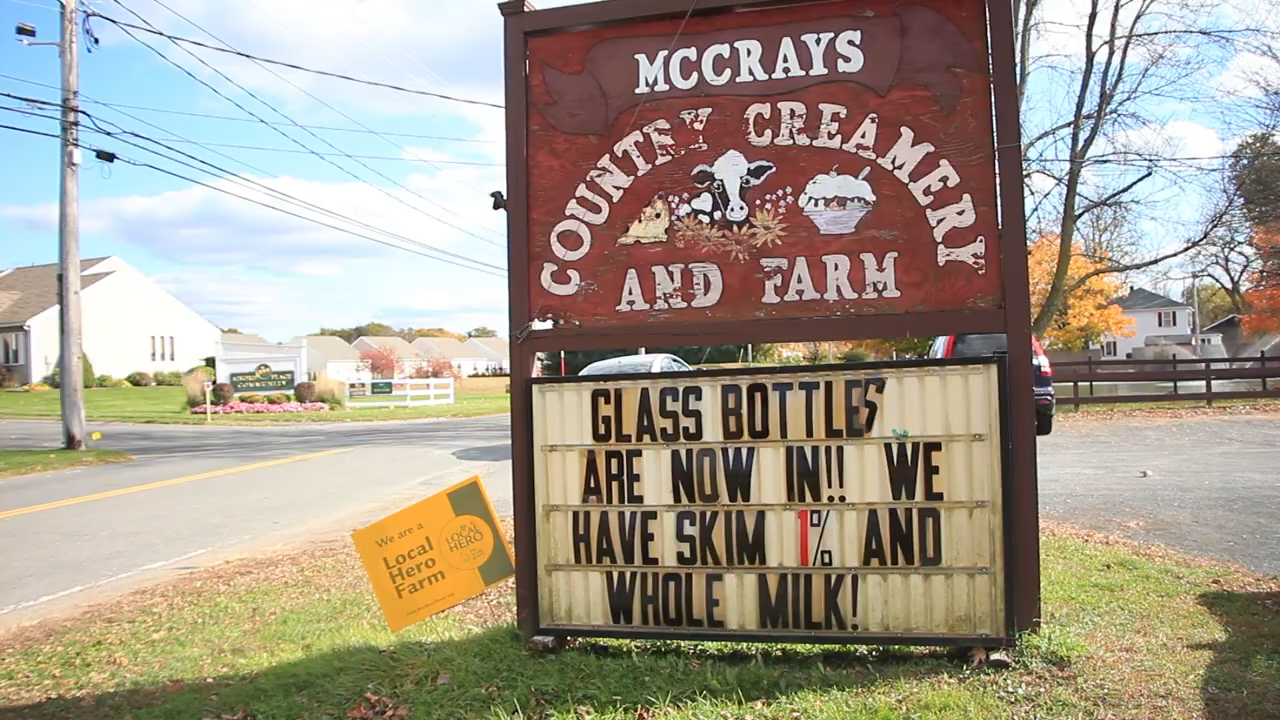 MCCRAYS
COUNTRY CREAMERY
AND FARM
GLASS BOTTLES
ARE NOW IN!! WE
HAVE SKIM 1% AND
WHOLE MILK!
We are a
Local
Hero
Farm
LOCAL
HERO
COMMUNITY